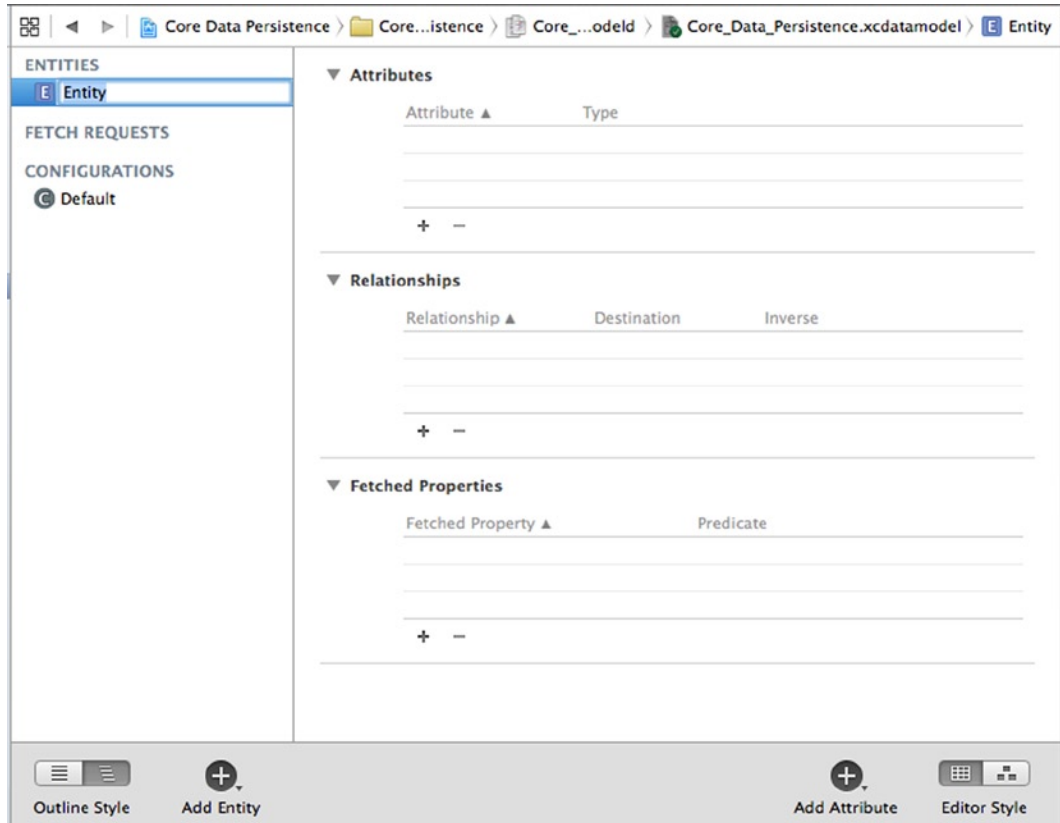 Core Data Persistence 〉 Core...istence 〉 Core_...odeld 〉 Core_Data_Persistence.xcdatamodel 〉 E Entity
ENTITIES
E Entity
FETCH REQUESTS
CONFIGURATIONS
C Default
▼ Attributes
Attribute ▲ Type
+ −
▼ Relationships
Relationship ▲ Destination Inverse
+ −
▼ Fetched Properties
Fetched Property ▲ Predicate
+ −
Outline Style Add Entity Add Attribute Editor Style